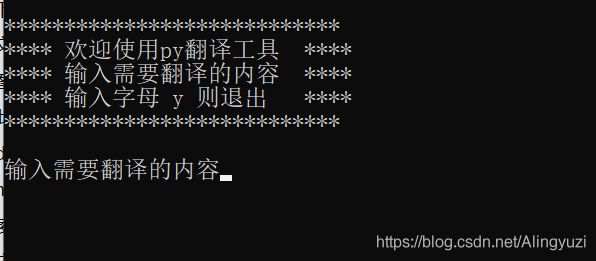 ****************************
**** 欢迎使用py翻译工具 ****
**** 输入需要翻译的内容 ****
**** 输入字母 y 则退出 ****
****************************
输入需要翻译的内容
https://blog.csdn.net/Alingyuzi